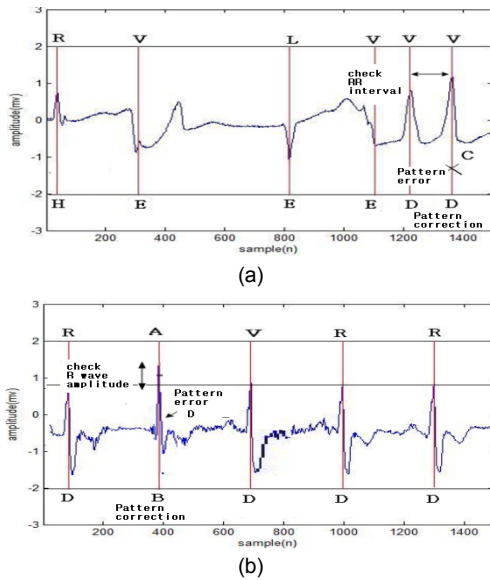 3
2
1
0
-1
-2
-3
amplitude(mv)
R V L V V V
check
RR
interval
C
Pattern
error
H E E E D D
Pattern
correction
0 200 400 600 800 1000 1200 1400
sample(n)
(a)
3
2
1
0
-1
-2
-3
amplitude(mv)
R A V R R
check
R wave
amplitude
Pattern
error
D
D B D D D
Pattern
correction
200 400 600 800 1000 1200 1400
sample(n)
(b)